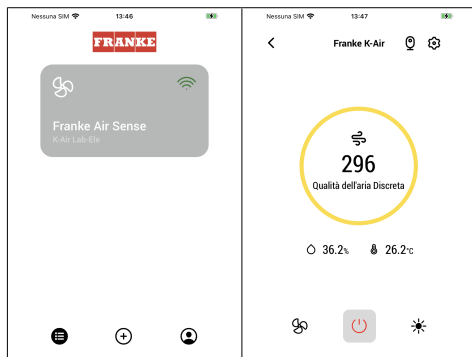 Nessuna SIM 13:46
FRANKE
Franke Air Sense
K-Air Lab-Ele
Nessuna SIM 13:47
Franke K-Air
296
Qualità dell'aria Discreta
36.2% 26.2°C